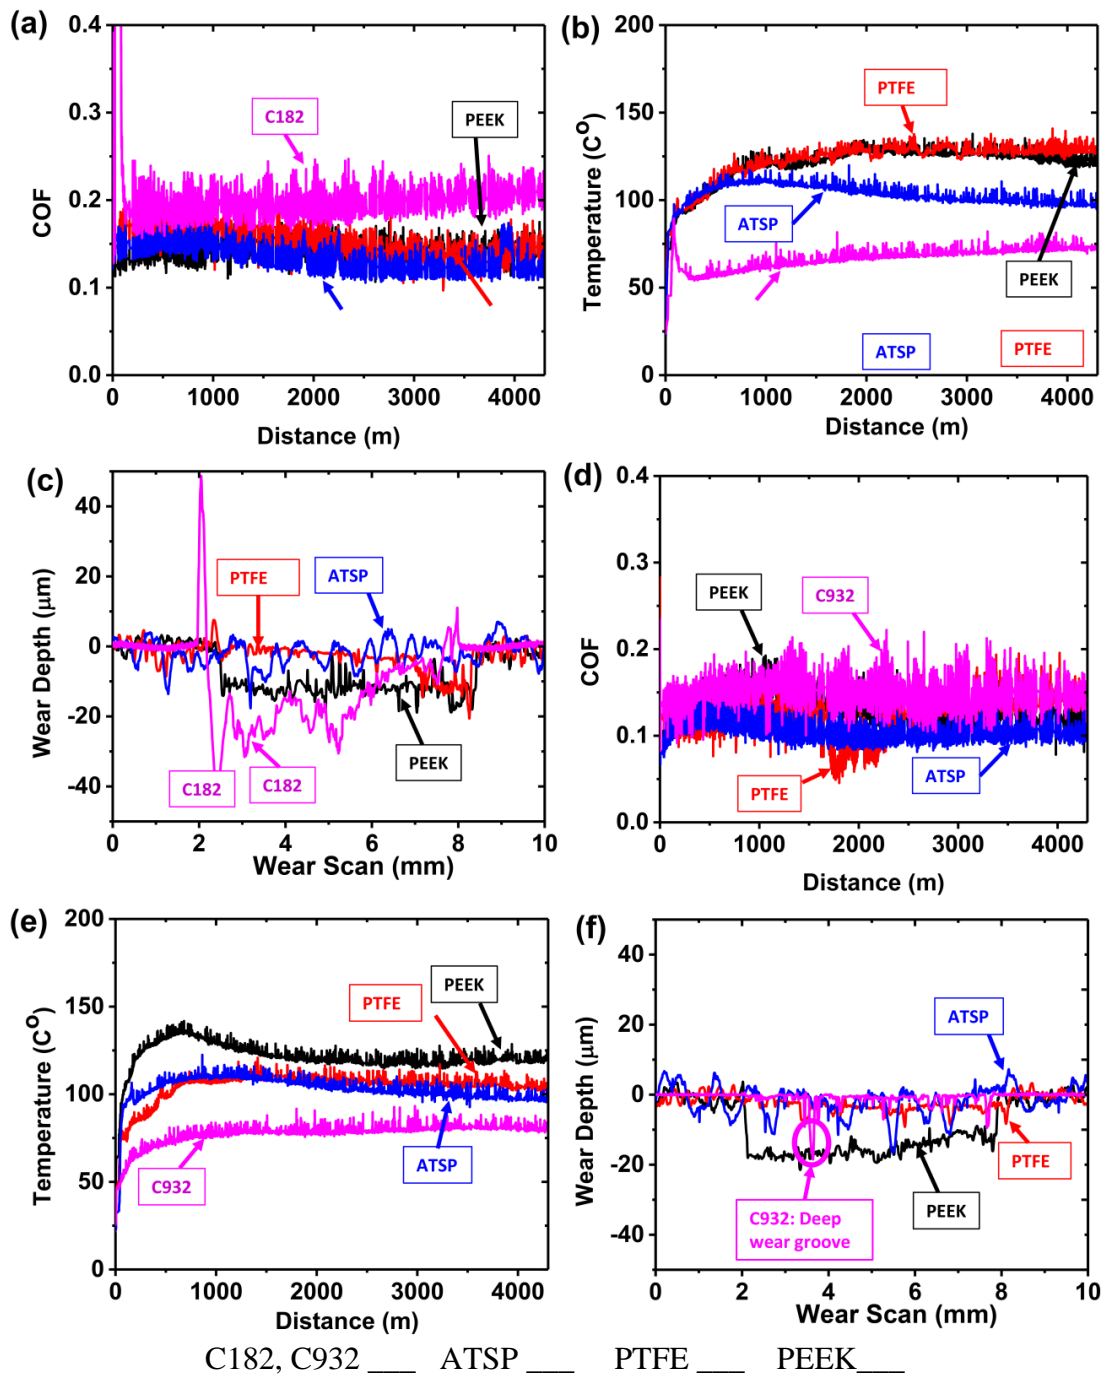 (a)
0.4
0.3
0.2
0.1
0.0
COF
C182
PEEK
0 1000 2000 3000 4000
Distance (m)
(b)
200
150
100
50
0
Temperature (C°)
PTFE
ATSP
PEEK
ATSP
PTFE
0 1000 2000 3000 4000
Distance (m)
(c)
40
20
0
-20
-40
Wear Depth (μm)
PTFE
ATSP
C182
C182
PEEK
0 2 4 6 8 10
Wear Scan (mm)
(d)
0.4
0.3
0.2
0.1
0.0
COF
PEEK
C932
PTFE
ATSP
0 1000 2000 3000 4000
Distance (m)
(e)
200
150
100
50
0
Temperature (C°)
PTFE
PEEK
C932
ATSP
0 1000 2000 3000 4000
Distance (m)
(f)
50
40
20
0
-20
-40
-50
Wear Depth (μm)
ATSP
PTFE
PEEK
C932: Deep
wear groove
0 2 4 6 8 10
Wear Scan (mm)
C182, C932 ___ ATSP ___ PTFE ___ PEEK___